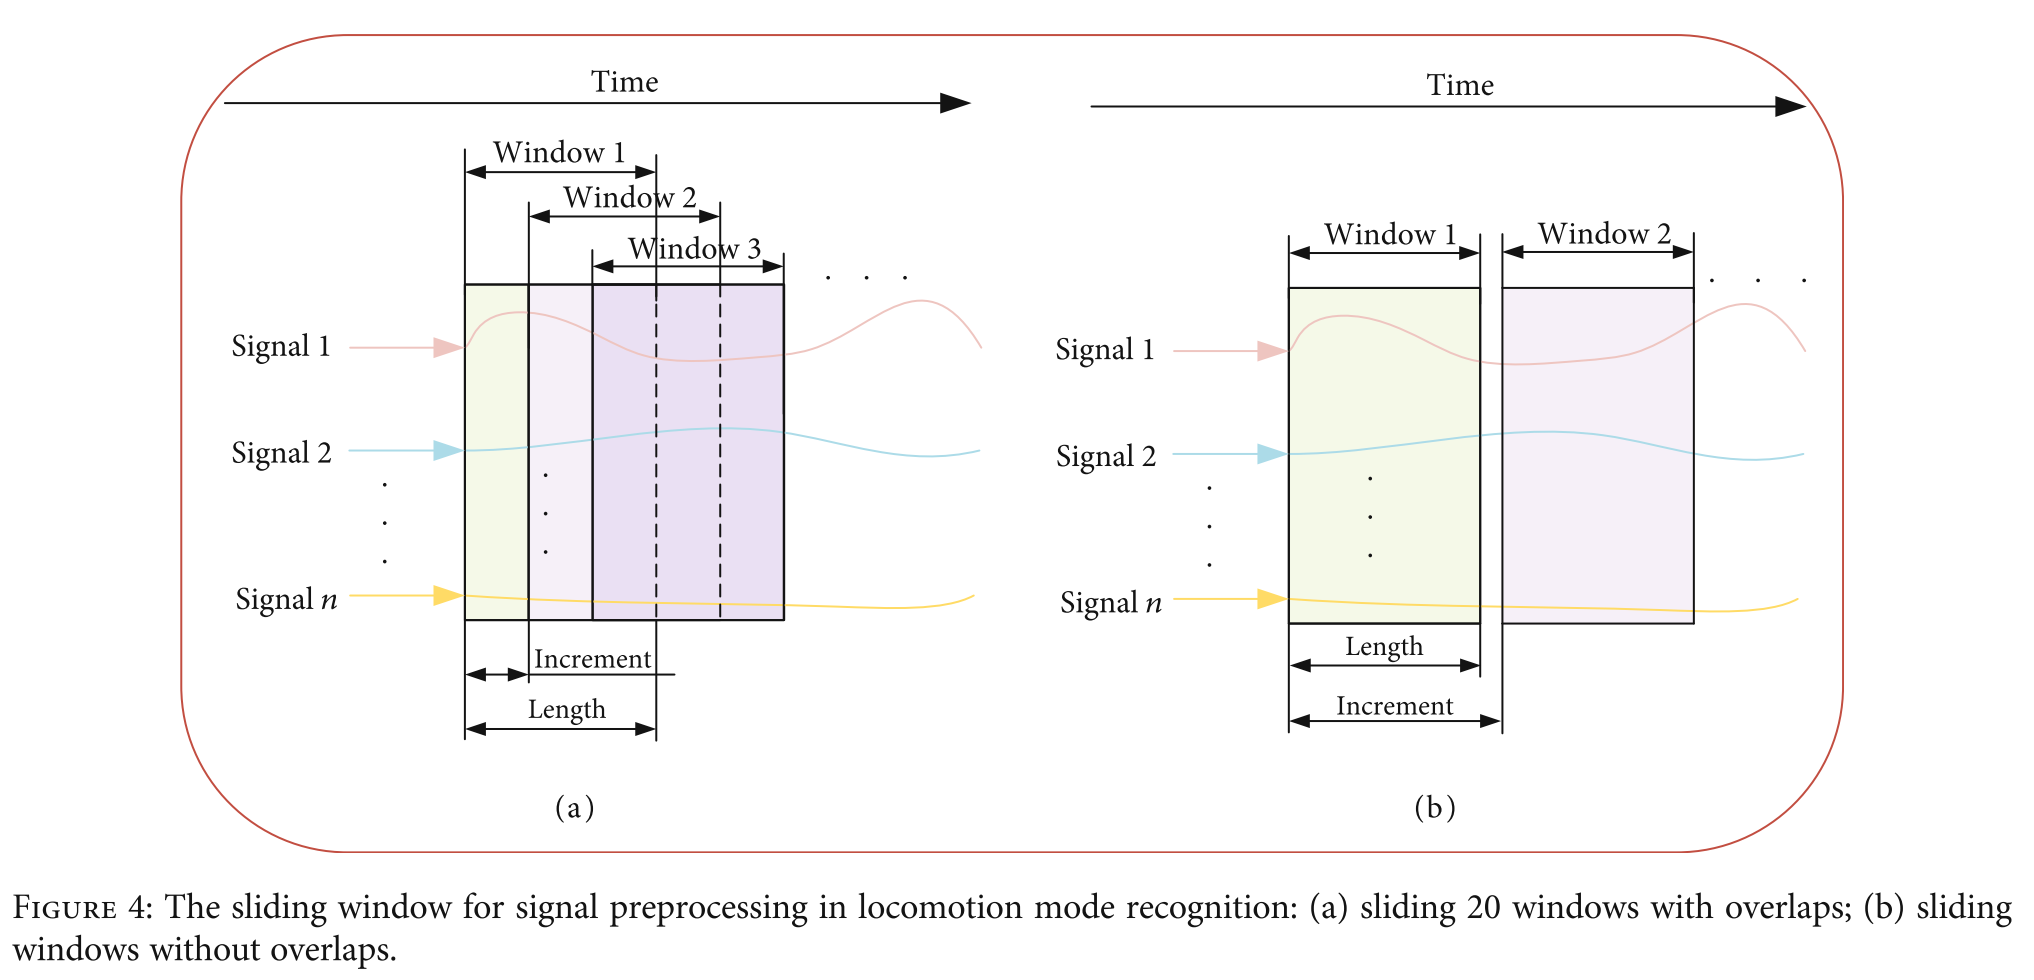 Time
Window 1
Window 2
Window 3
. . .
Signal 1
Signal 2
.
.
.
.
.
.
Signal n
Increment
Length
(a)
Time
Window 1
Window 2
. . .
Signal 1
Signal 2
.
.
.
.
.
.
Signal n
Length
Increment
(b)
FIGURE 4: The sliding window for signal preprocessing in locomotion mode recognition: (a) sliding 20 windows with overlaps; (b) sliding
windows without overlaps.